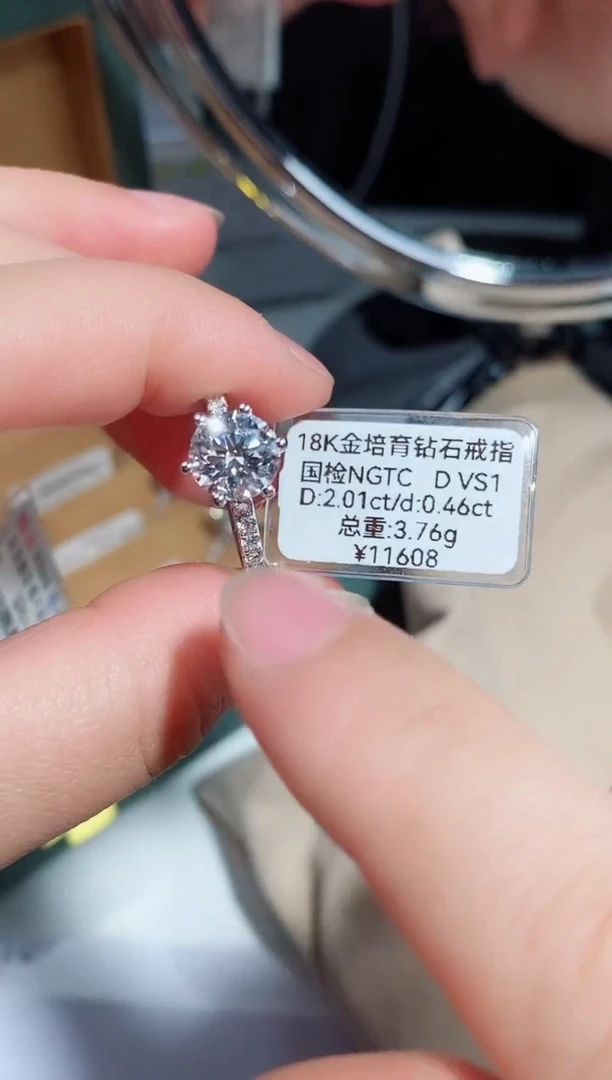 18K金培育钻石戒指
国检NGTC D VS1
D:2.01ct/d:0.46ct
总重:3.76g
¥11608